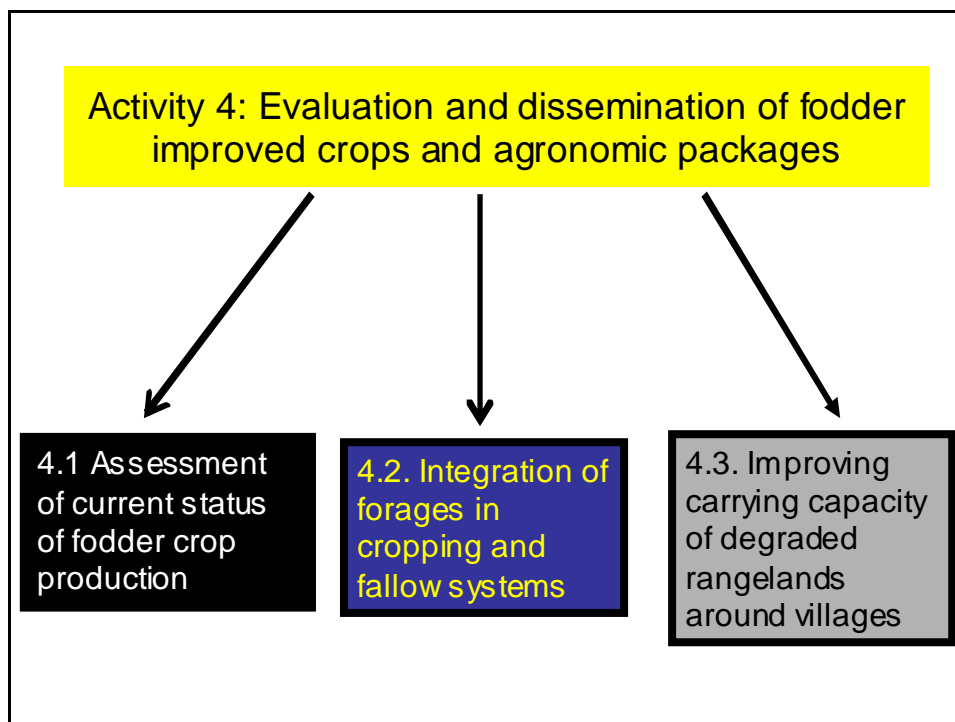 Activity 4: Evaluation and dissemination of fodder
improved crops and agronomic packages
4.1 Assessment
of current status
of fodder crop
production
4.2. Integration of
forages in
cropping and
fallow systems
4.3. Improving
carrying capacity
of degraded
rangelands
around villages